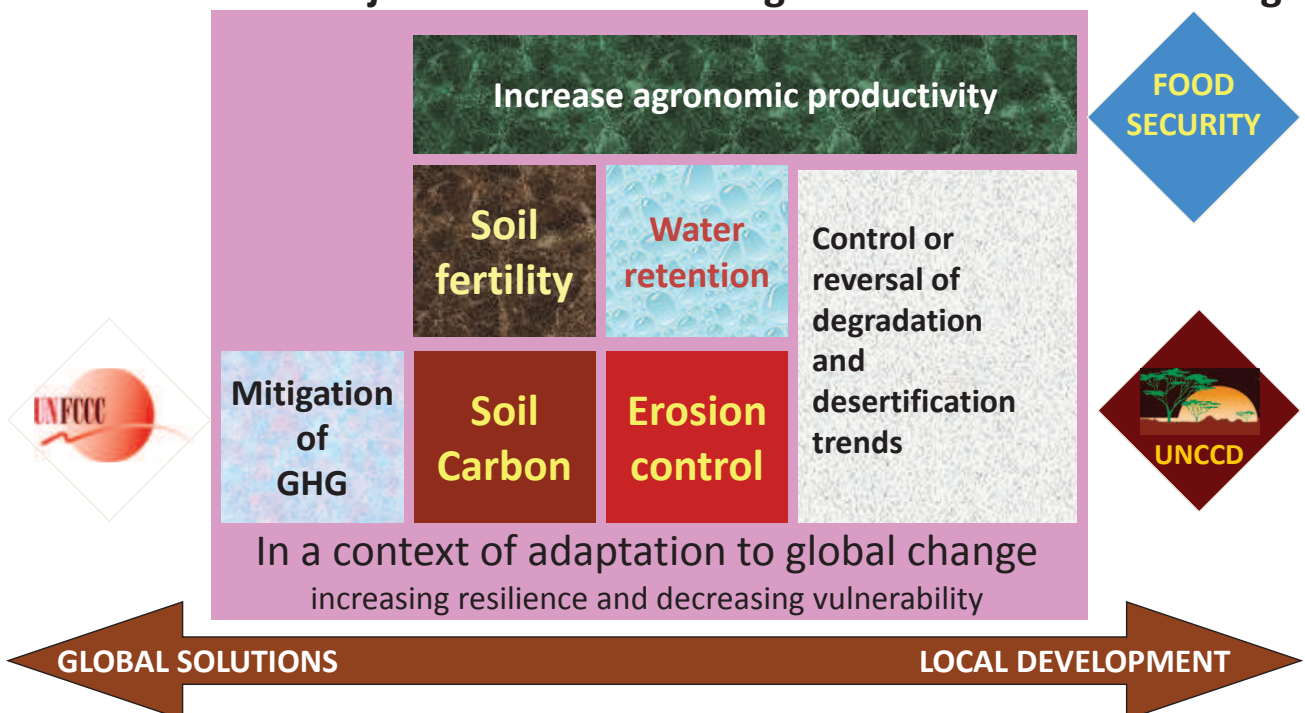 Increase agronomic productivity
FOOD
SECURITY
Soil
fertility
Water
retention
Control or
reversal of
degradation
and
desertification
trends
UNFCCC
Mitigation
of
GHG
Soil
Carbon
Erosion
control
UNCCD
In a context of adaptation to global change
increasing resilience and decreasing vulnerability
GLOBAL SOLUTIONS
LOCAL DEVELOPMENT